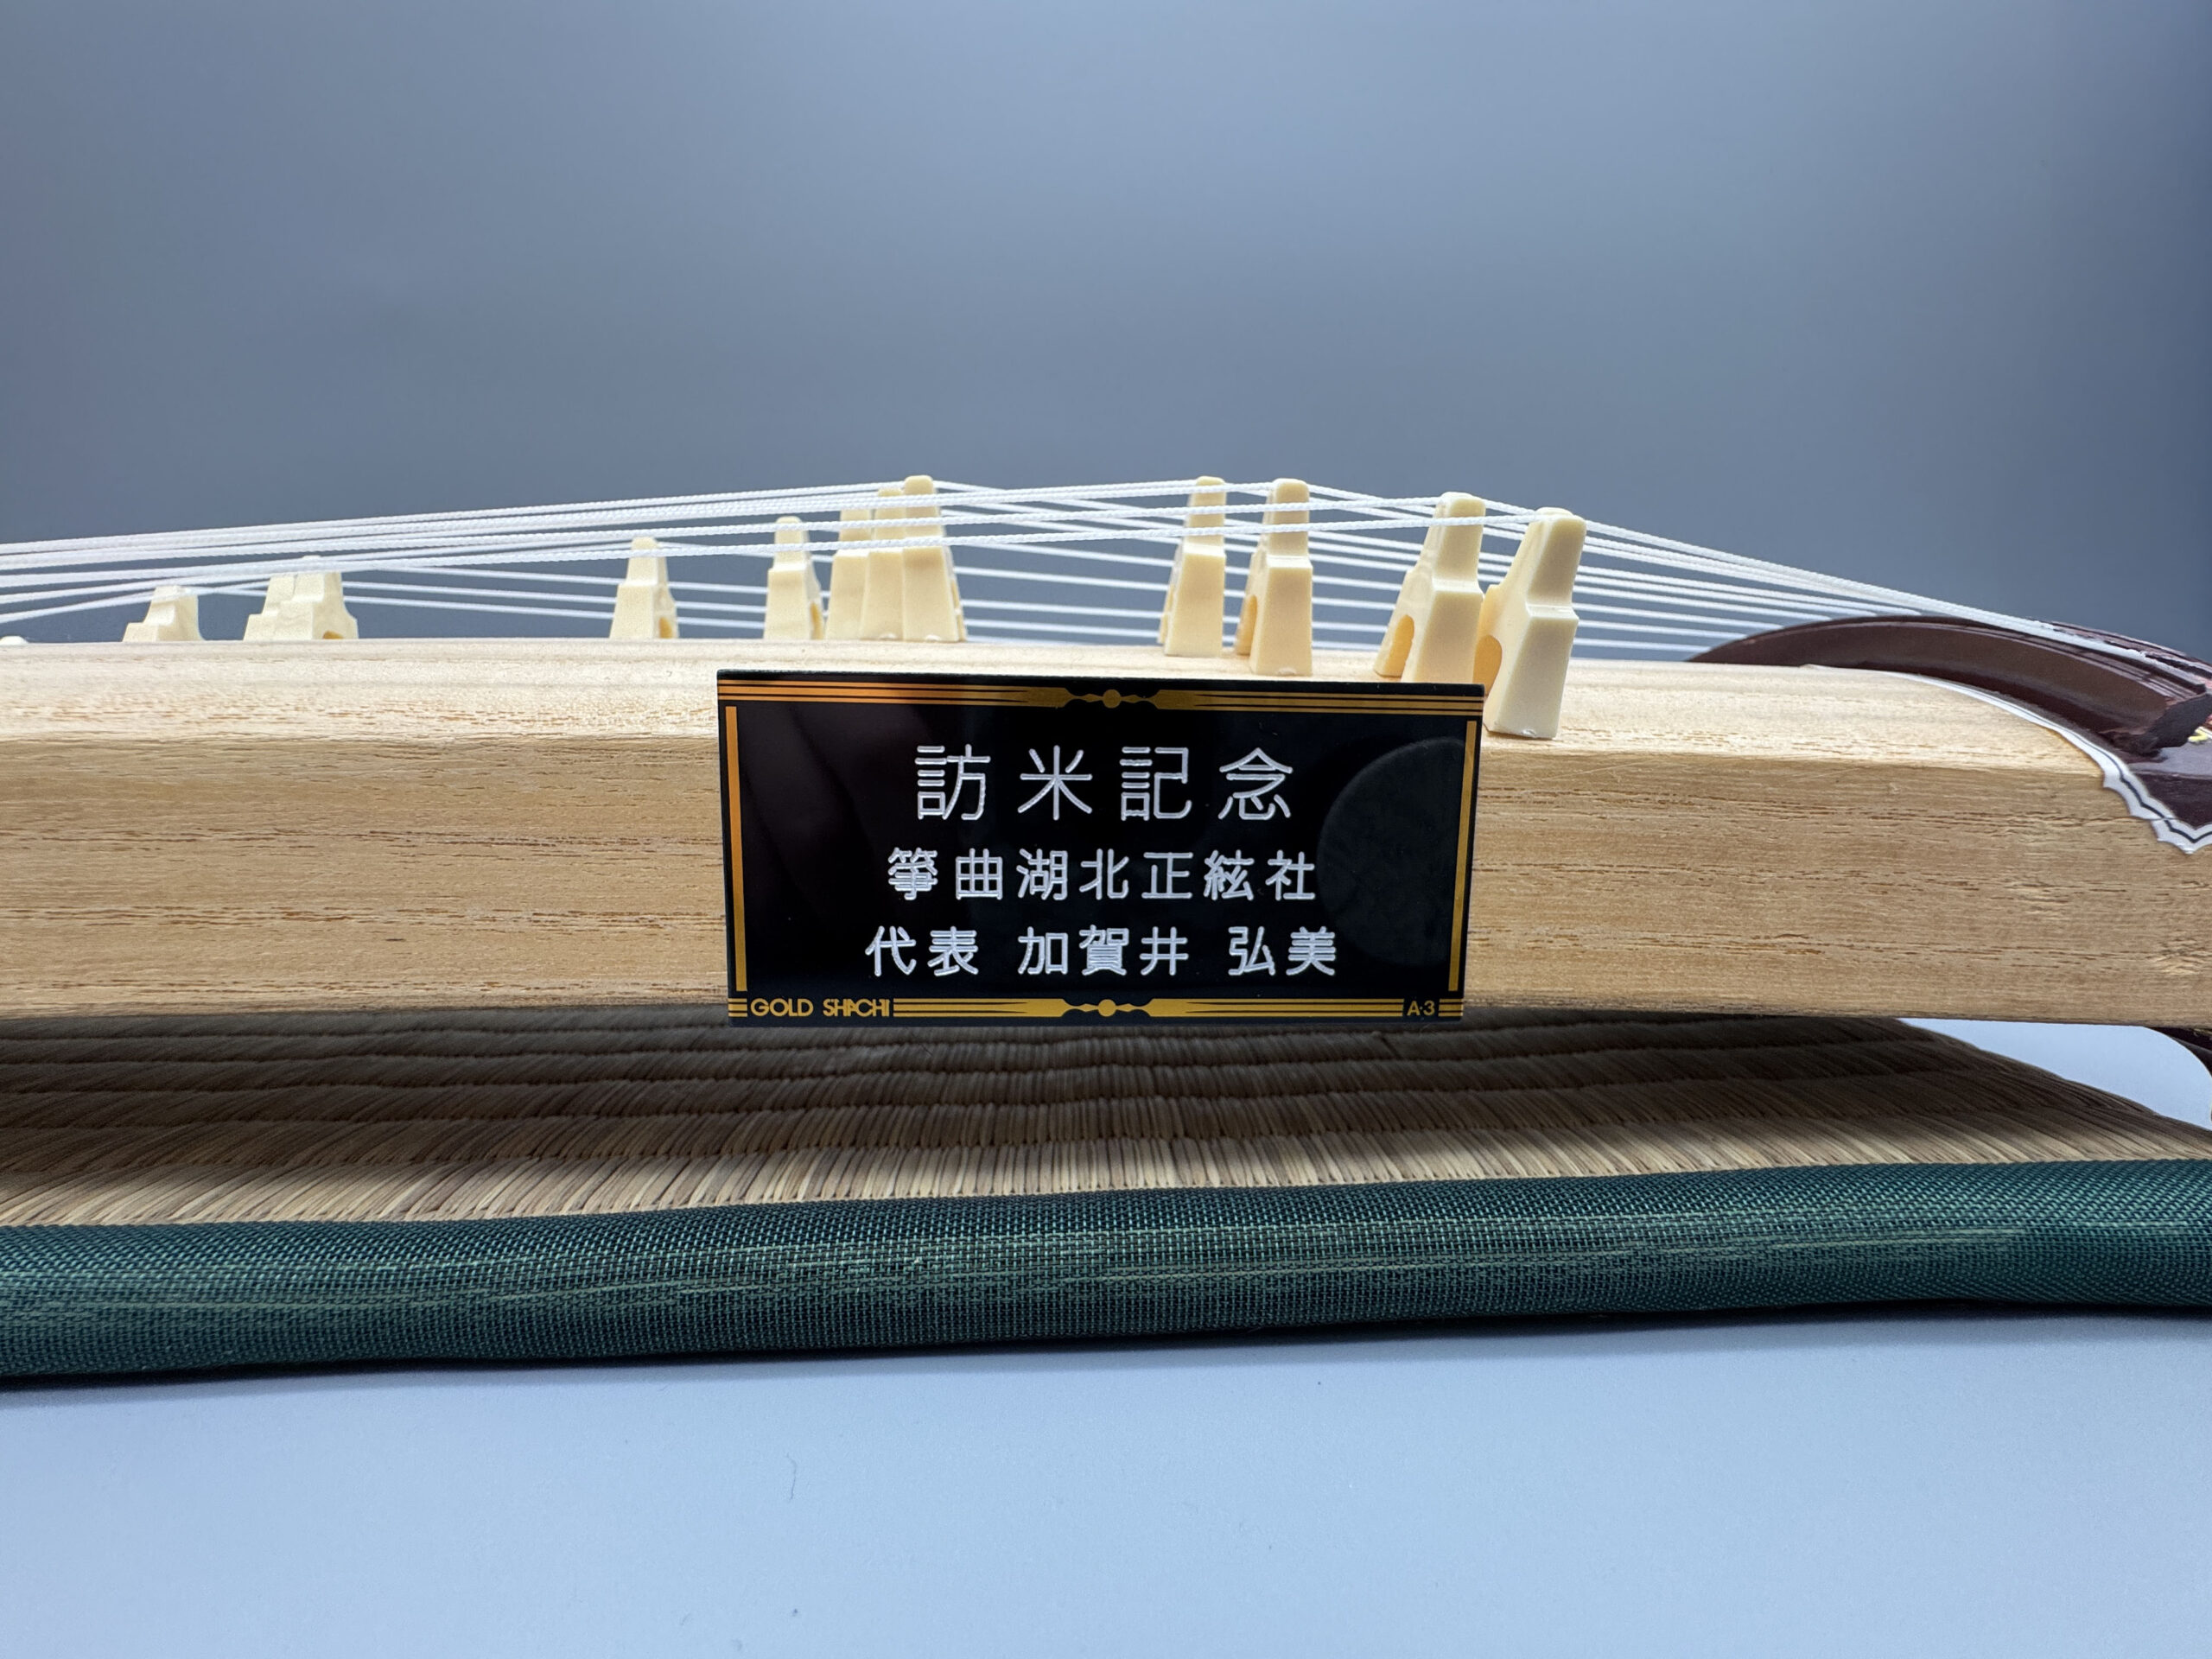 訪米記念
箏曲湖北正絃社
代表 加賀井 弘美
GOLD SHACHI
A·3